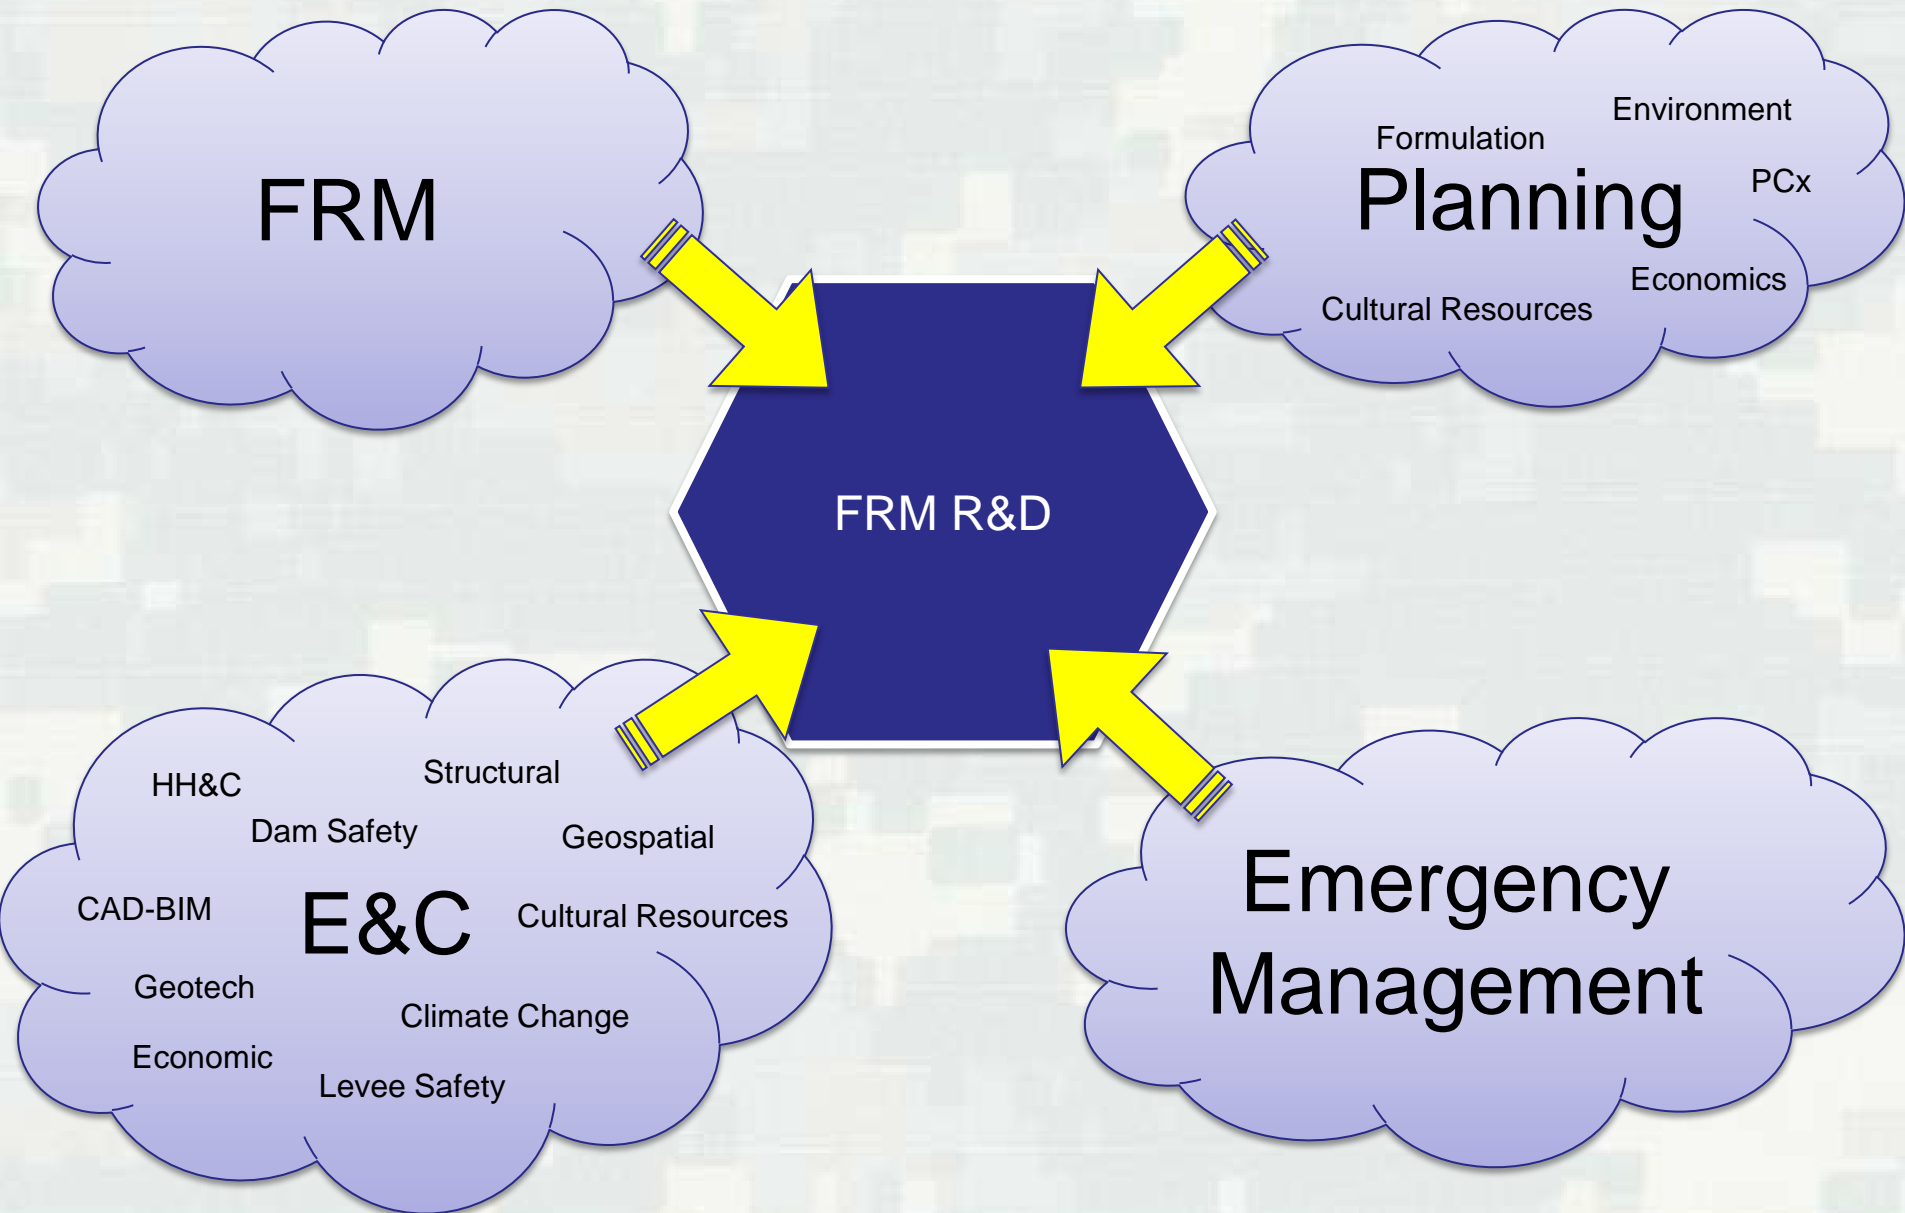 FRM
Formulation
Environment
Planning
PCx
Economics
Cultural Resources
FRM R&D
HH&C
Structural
Dam Safety
Geospatial
CAD-BIM
E&C
Cultural Resources
Geotech
Climate Change
Economic
Levee Safety
Emergency
Management